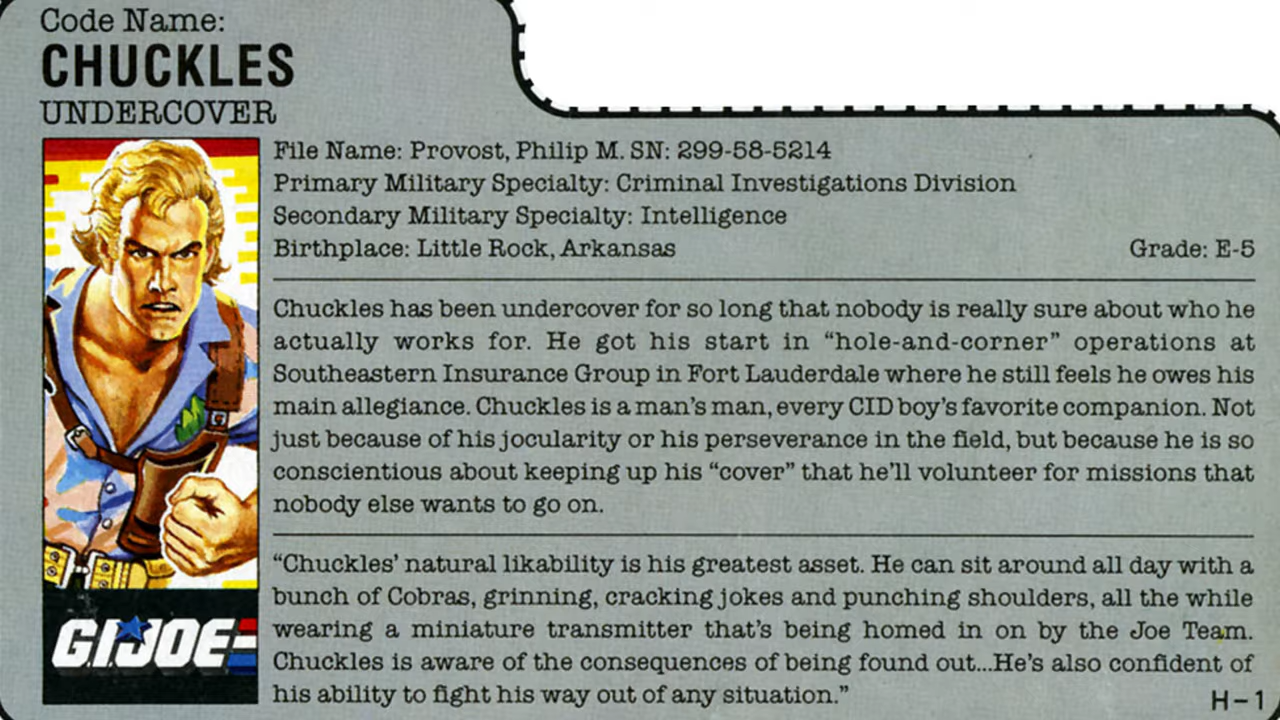 Code Name:
CHUCKLES
UNDERCOVER
File Name: Provost, Philip M. SN: 299-58-5214
Primary Military Specialty: Criminal Investigations Division
Secondary Military Specialty: Intelligence
Birthplace: Little Rock, Arkansas Grade: E-5
Chuckles has been undercover for so long that nobody is really sure about who he
actually works for. He got his start in “hole-and-corner” operations at
Southeastern Insurance Group in Fort Lauderdale where he still feels he owes his
main allegiance. Chuckles is a man's man, every CID boy's favorite companion. Not
just because of his jocularity or his perseverance in the field, but because he is so
conscientious about keeping up his “cover” that he'll volunteer for missions that
nobody else wants to go on.
“Chuckles' natural likability is his greatest asset. He can sit around all day with a
bunch of Cobras, grinning, cracking jokes and punching shoulders, all the while
wearing a miniature transmitter that's being homed in on by the Joe Team.
Chuckles is aware of the consequences of being found out...He's also confident of
his ability to fight his way out of any situation.”
G.I. JOE
H-1